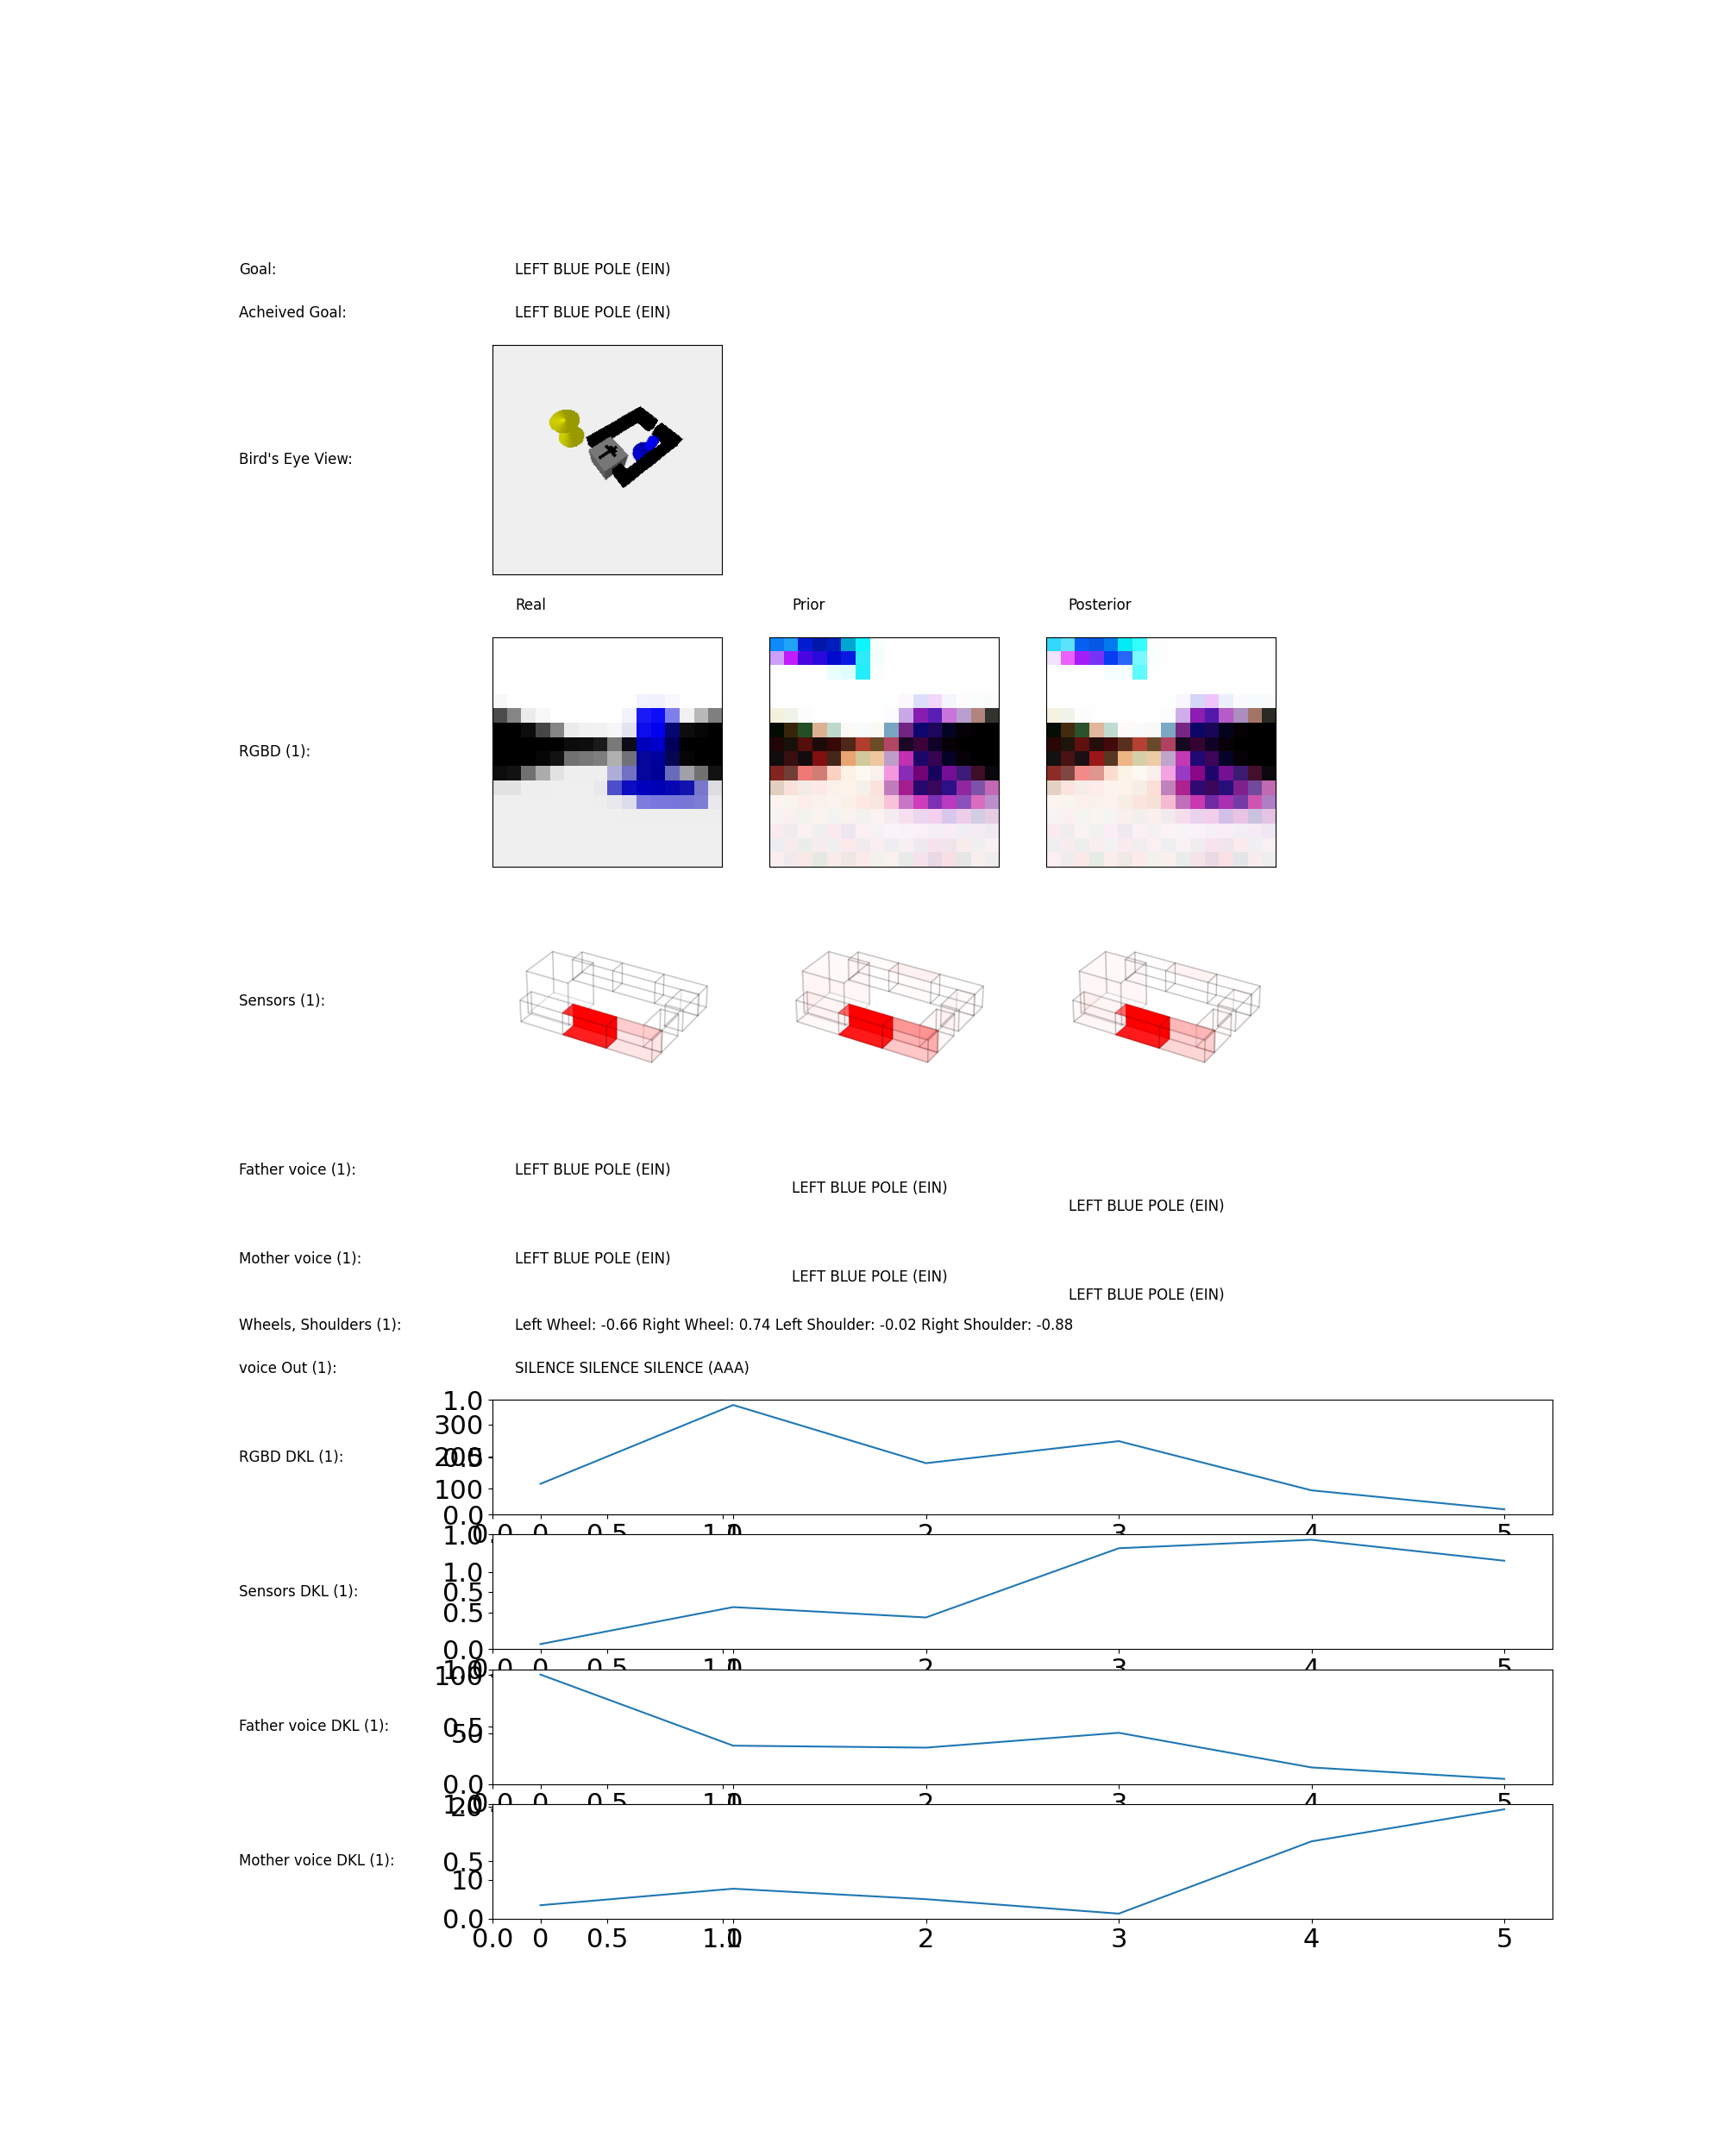 Goal: LEFT BLUE POLE (EIN)
Acheived Goal: LEFT BLUE POLE (EIN)
Bird's Eye View:
Real Prior Posterior
RGBD (1):
Sensors (1):
Father voice (1): LEFT BLUE POLE (EIN)
LEFT BLUE POLE (EIN)
LEFT BLUE POLE (EIN)
Mother voice (1): LEFT BLUE POLE (EIN)
LEFT BLUE POLE (EIN)
LEFT BLUE POLE (EIN)
Wheels, Shoulders (1): Left Wheel: -0.66 Right Wheel: 0.74 Left Shoulder: -0.02 Right Shoulder: -0.88
voice Out (1): SILENCE SILENCE SILENCE (AAA)
1.0
300
RGBD DKL (1): 200 0.5
100
0.0
0.0 0 0.5 1.0 1 2 3 4 5
1.0
1.0
Sensors DKL (1): 0.5
0.5
0.0
0.0 0 0.5 1.0 1 2 3 4 5
1.0
100
Father voice DKL (1): 0.5
50
0.0
0.0 0 0.5 1.0 1 2 3 4 5
1.0
20
Mother voice DKL (1): 0.5
10
0.0
0.0 0 0.5 1.0 1 2 3 4 5